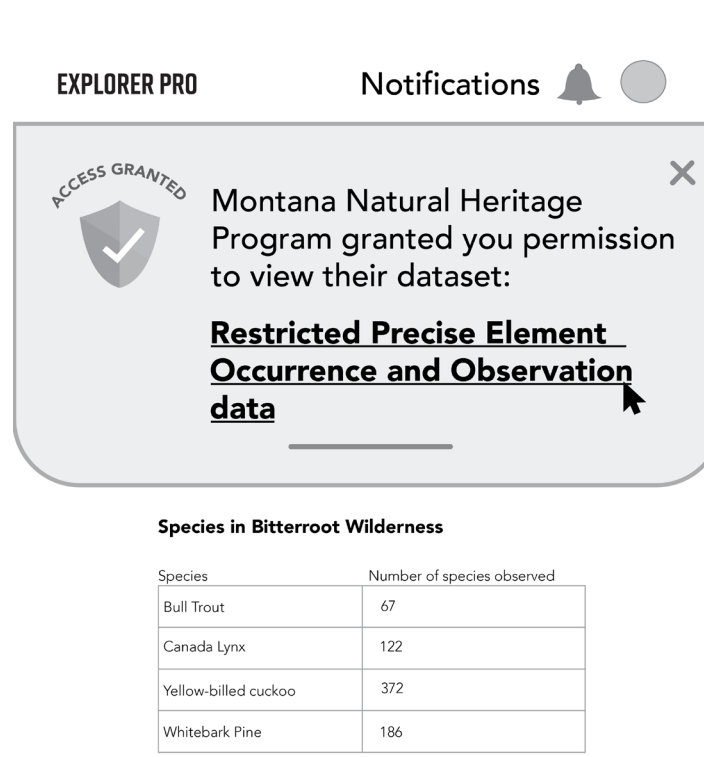 EXPLORER PRO
Notifications
ACCESS GRANTED
Montana Natural Heritage
Program granted you permission
to view their dataset:
Restricted Precise Element
Occurrence and Observation
data
Species in Bitterroot Wilderness
Species Number of species observed
Bull Trout 67
Canada Lynx 122
Yellow-billed cuckoo 372
Whitebark Pine 186